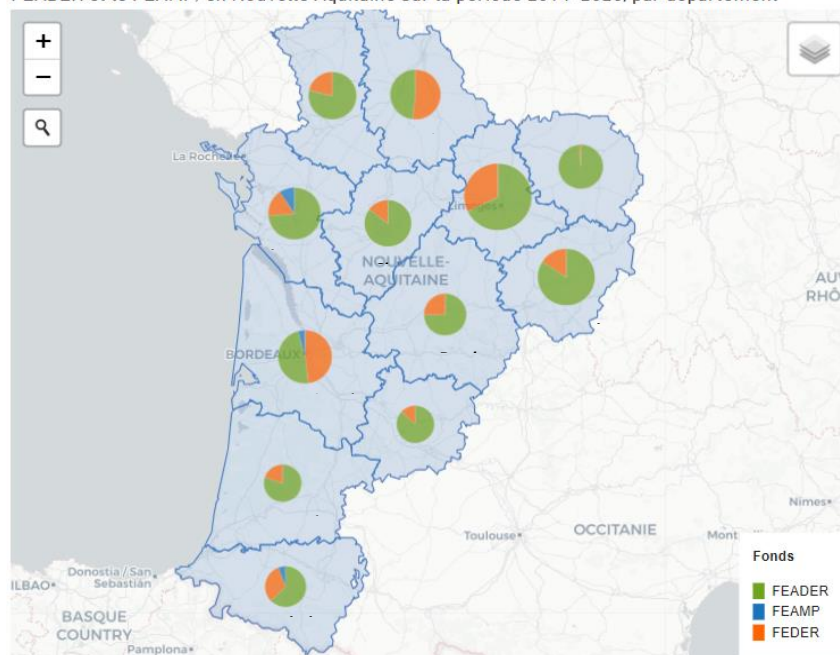 +
−
La Rochelle
Limoges
NOUVELLE-
AQUITAINE
BORDEAUX
AUV
RHÔ
Nimes
Toulouse
OCCITANIE
Mont
Donostia / San
Sebastián
ILBAO
BASQUE
COUNTRY
Pamplona
Fonds
FEADER
FEAMP
FEDER